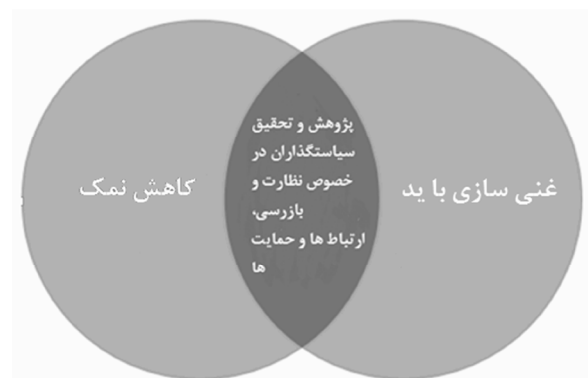 غنی سازی با ید
پژوهش و تحقیق
سیاستگذاران در
خصوص نظارت و
بازرسی،
ارتباط ها و حمایت
ها
کاهش نمک